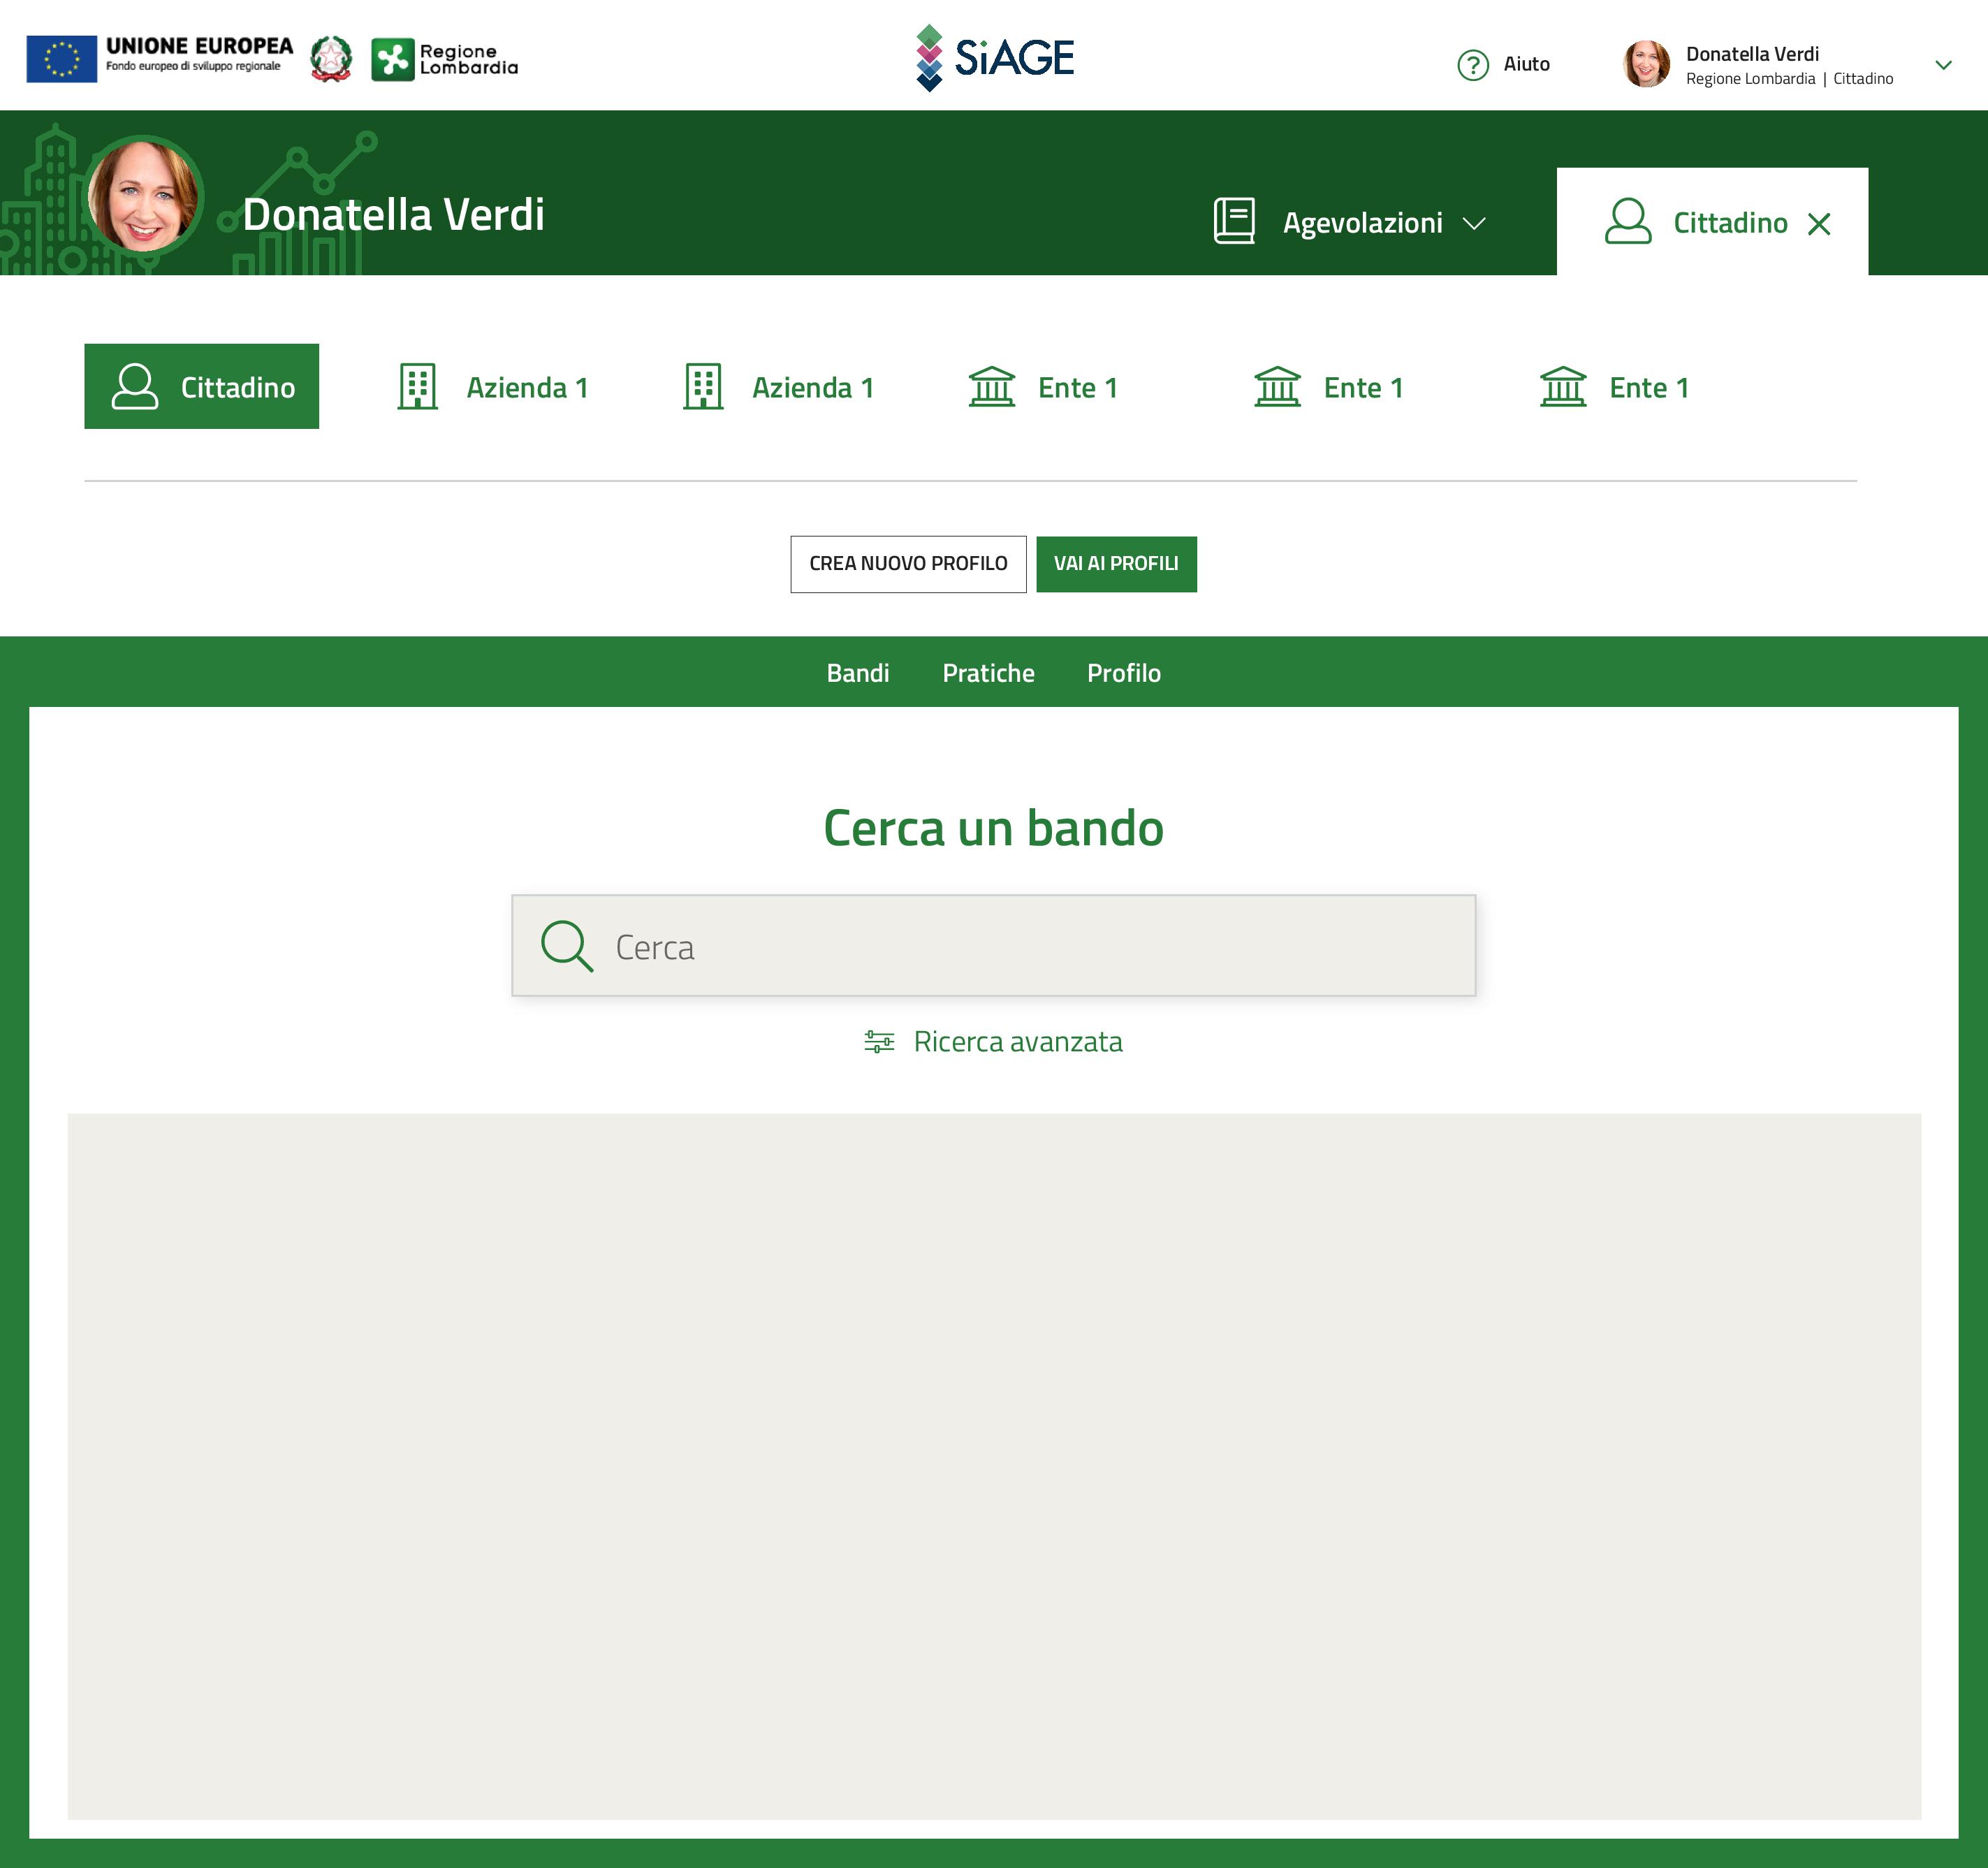 UNIONE EUROPEA
Fondo europeo di sviluppo regionale
Regione
Lombardia
SiAGE
Aiuto
Donatella Verdi
Regione Lombardia | Cittadino
Donatella Verdi
Agevolazioni
Cittadino
Cittadino
Azienda 1
Azienda 1
Ente 1
Ente 1
Ente 1
CREA NUOVO PROFILO
VAI AI PROFILI
Bandi
Pratiche
Profilo
Cerca un bando
Cerca
Ricerca avanzata